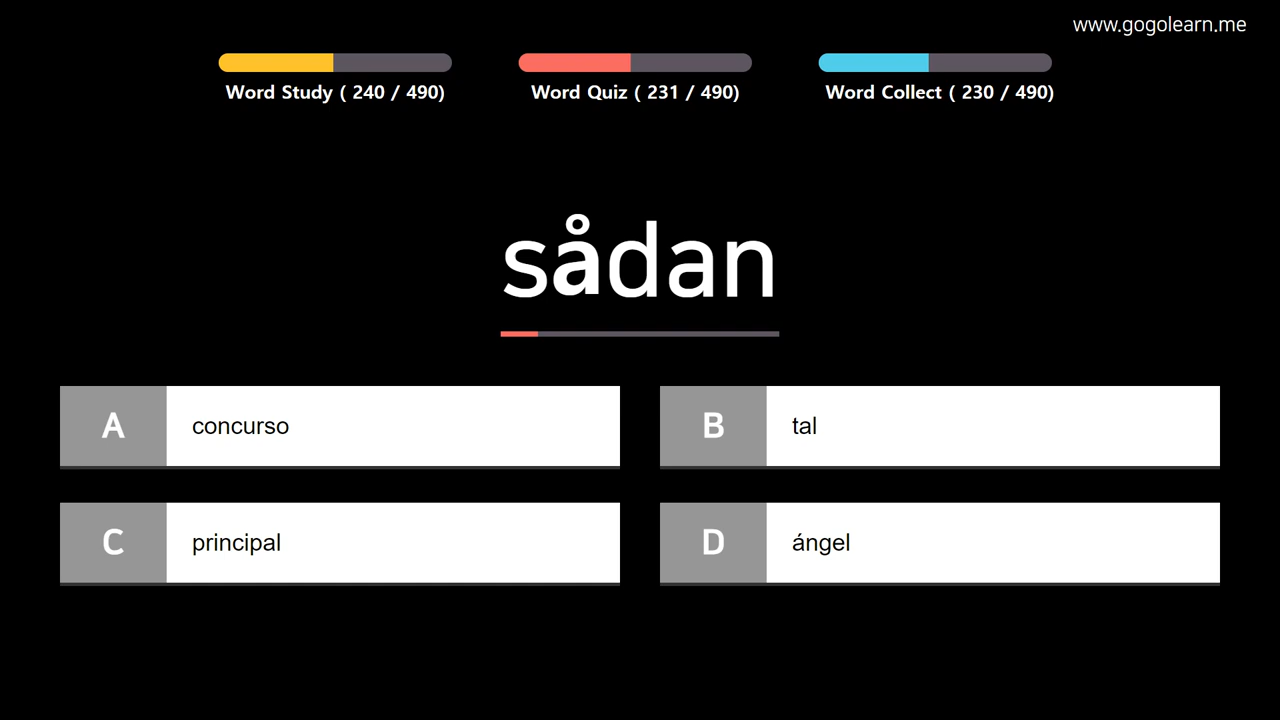 www.gogolearn.me
Word Study ( 240 / 490)
Word Quiz ( 231 / 490)
Word Collect ( 230 / 490)
sådan
A concurso
B tal
C principal
D ángel